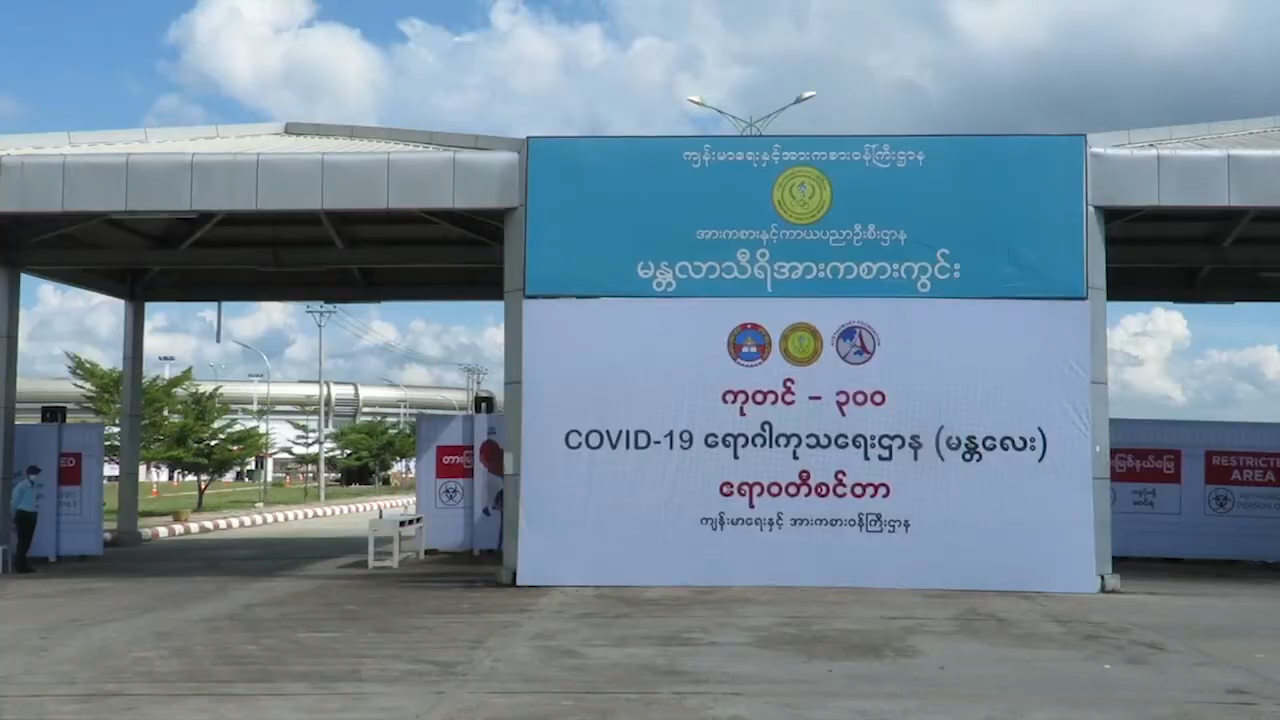 ကျန်းမာရေးနှင့်အားကစားဝန်ကြီးဌာန
အားကစားနှင့်ကာယပညာဦးစီးဌာန
မန္တလာသီရိအားကစားကွင်း
ကုတင် - ၃၀၀
COVID-19 ရောဂါကုသရေးဌာန (မန္တလေး)
ဧရာဝတီစင်တာ
ကျန်းမာရေးနှင့် အားကစားဝန်ကြီးဌာန
တားမြ
RESTRICTE
AREA